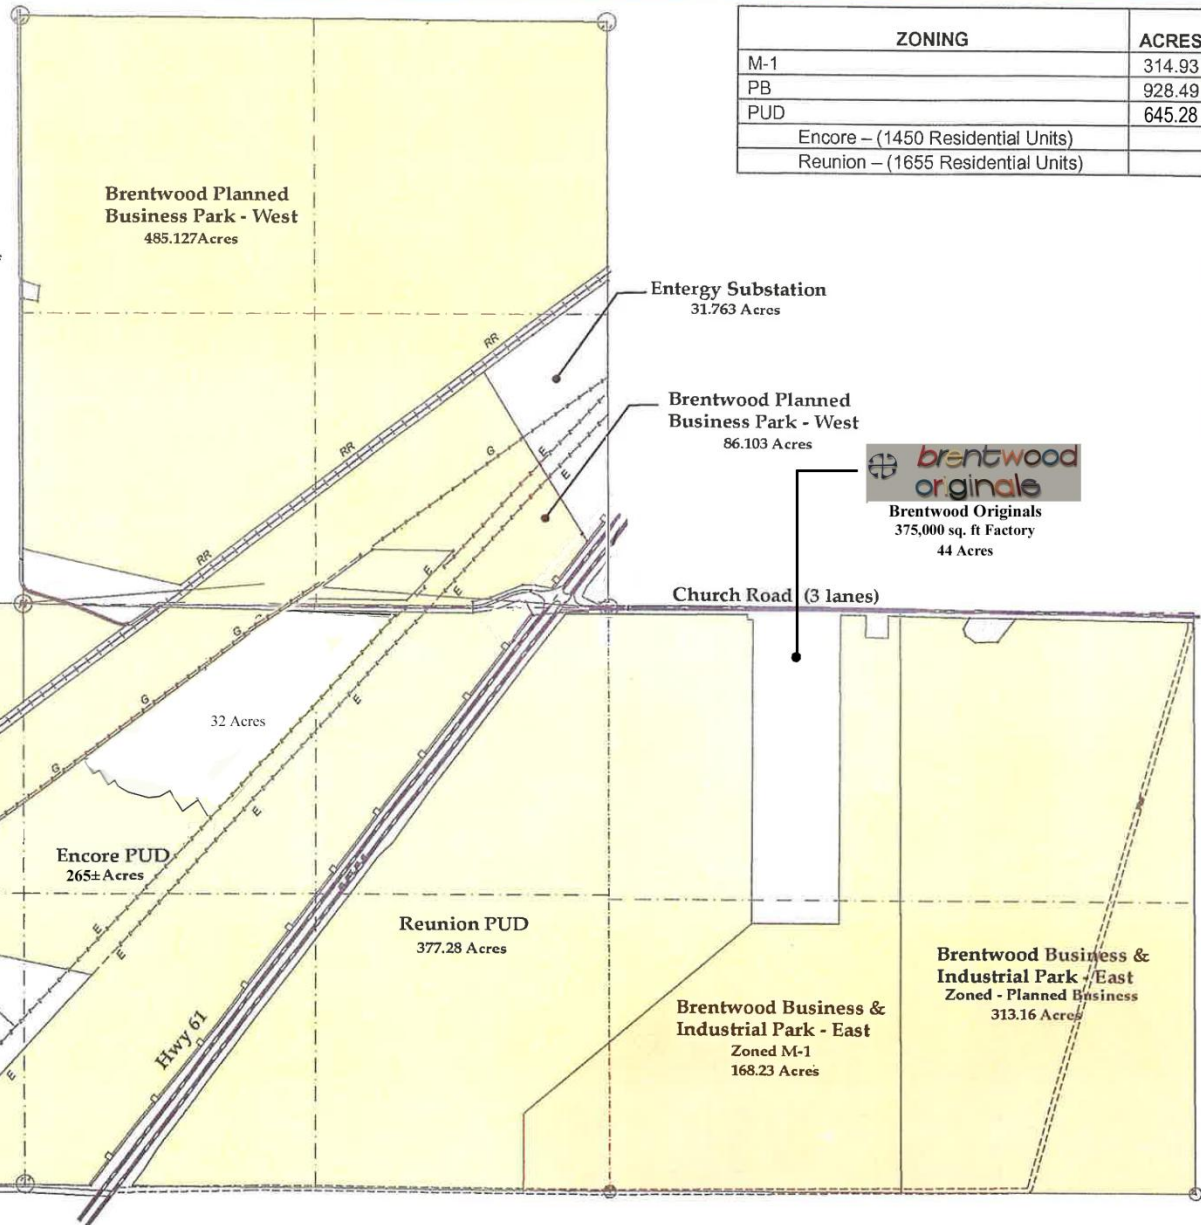 ZONING ACRES
M-1 314.93
PB 928.49
PUD 645.28
Encore – (1450 Residential Units)
Reunion – (1655 Residential Units)
Brentwood Planned
Business Park - West
485.127Acres
RR
Entergy Substation
31.763 Acres
Brentwood Planned
Business Park - West
86.103 Acres
RR
G
E
E
brentwood
originals
Brentwood Originals
375,000 sq. ft Factory
44 Acres
RR
E
E
Church Road (3 lanes)
G
G
G
E
E
32 Acres
G
E
E
Encore PUD
265±Acres
E
E
Reunion PUD
377.28 Acres
Brentwood Business &
Industrial Park - East
Zoned - Planned Business
313.16 Acres
Brentwood Business &
Industrial Park - East
Zoned M-1
168.23 Acres
Hwy 61
E